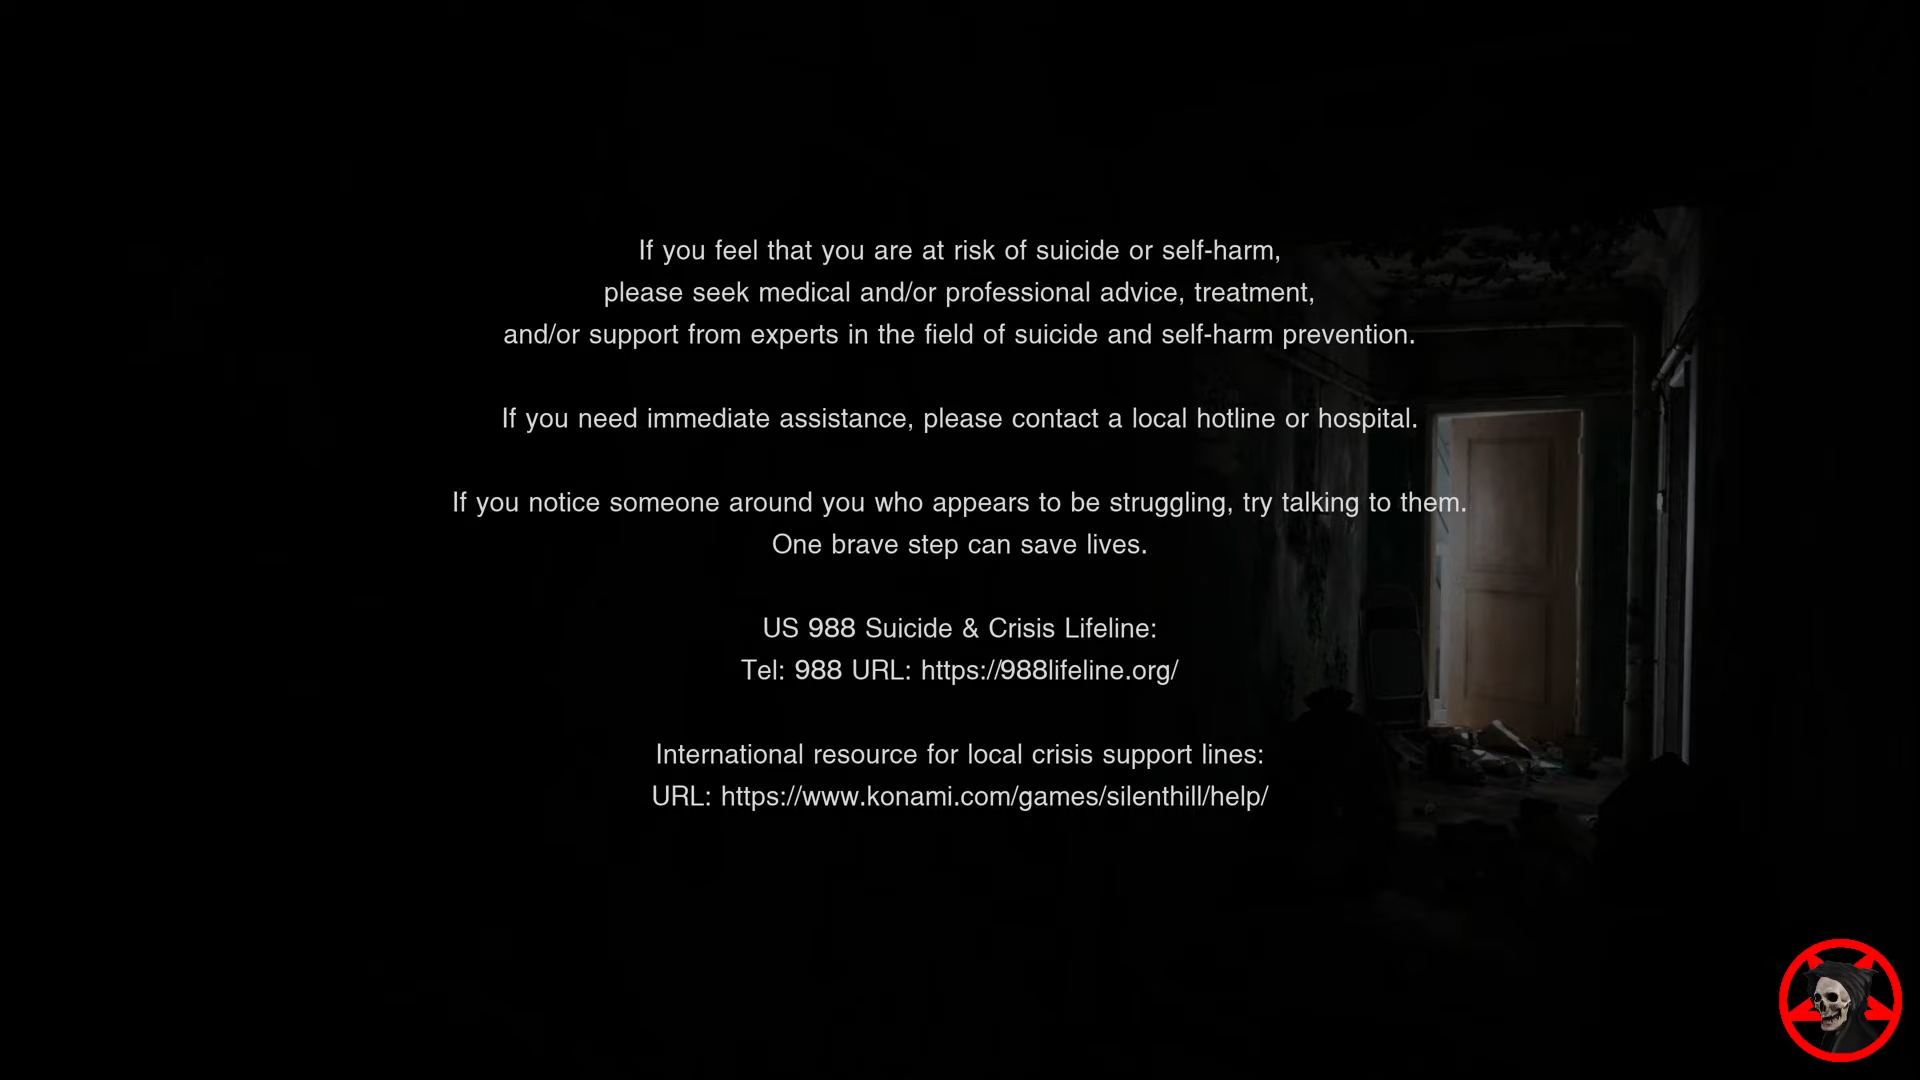 If you feel that you are at risk of suicide or self-harm,
please seek medical and/or professional advice, treatment,
and/or support from experts in the field of suicide and self-harm prevention.
If you need immediate assistance, please contact a local hotline or hospital.
If you notice someone around you who appears to be struggling, try talking to them.
One brave step can save lives.
US 988 Suicide & Crisis Lifeline:
Tel: 988 URL: https://988lifeline.org/
International resource for local crisis support lines:
URL: https://www.konami.com/games/silenthill/help/